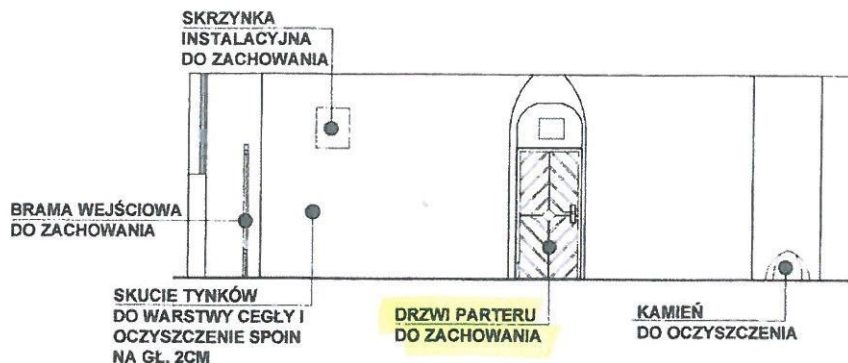 SKRZYNKA
INSTALACYJNA
DO ZACHOWANIA
BRAMA WEJŚCIOWA
DO ZACHOWANIA
SKUCIE TYNKÓW
DO WARSTWY CEGŁY I
OCZYSZCZENIE SPOIN
NA GŁ. 2CM
DRZWI PARTERU
DO ZACHOWANIA
KAMIEŃ
DO OCZYSZCZENIA